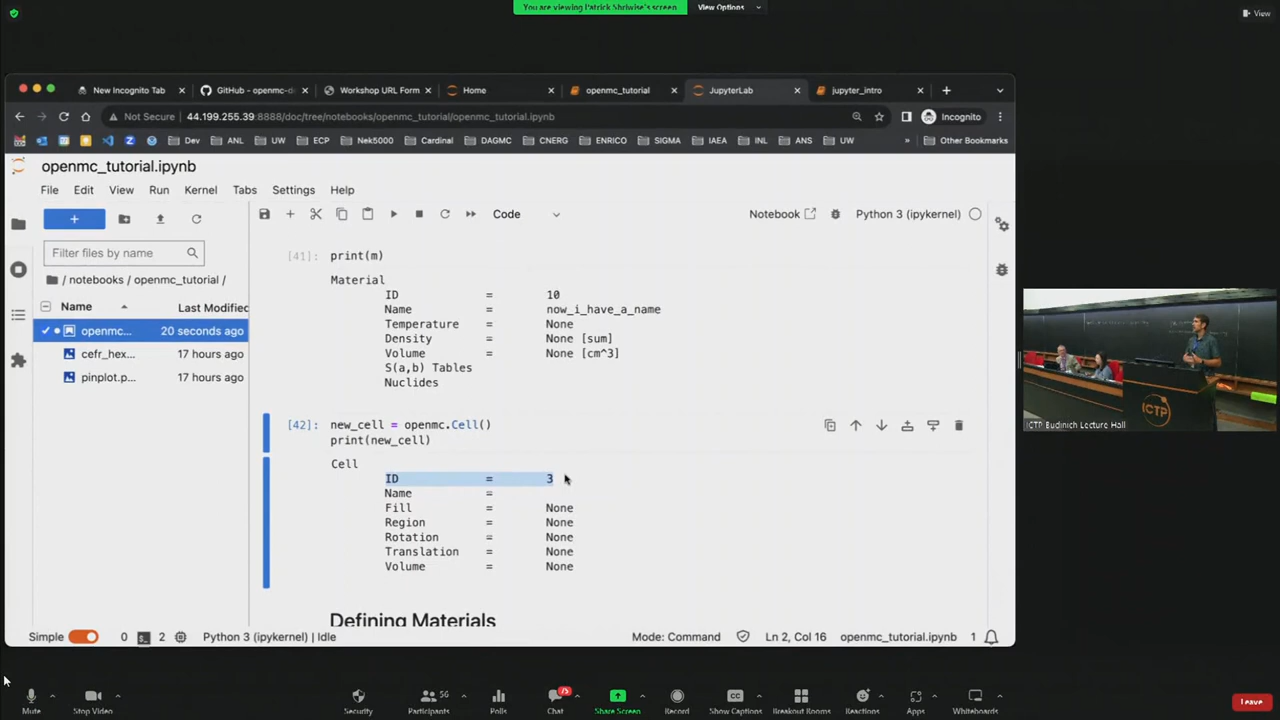 You are viewing Patrick Shriwise's screen
View Options
View
New Incognito Tab
GitHub - openmc-d
Workshop URL Form
Home
openmc_tutorial
JupyterLab
jupyter_intro
Not Secure
44.199.255.39:8888/doc/tree/notebooks/openmc_tutorial/openmc_tutorial.ipynb
Incognito
Dev
ANL
UW
ECP
Nek5000
Cardinal
DAGMC
CNERG
ENRICO
SIGMA
IAEA
INL
ANS
UW
»
Other Bookmarks
openmc_tutorial.ipynb
File Edit View Run Kernel Tabs Settings Help
Code
Notebook
Python 3 (ipykernel)
Filter files by name
/ notebooks / openmc_tutorial /
Name Last Modified
openmc... 20 seconds ago
cefr_hex... 17 hours ago
pinplot.p... 17 hours ago
[41]: print(m)
Material
ID = 10
Name = now_i_have_a_name
Temperature = None
Density = None [sum]
Volume = None [cm^3]
S(a,b) Tables
Nuclides
[42]: new_cell = openmc.Cell()
print(new_cell)
Cell
ID = 3
Name =
Fill = None
Region = None
Rotation = None
Translation = None
Volume = None
Defining Materials
Simple 0 2 Python 3 (ipykernel) | Idle
Mode: Command Ln 2, Col 16 openmc_tutorial.ipynb 1
ICTP
ICTP Budinich Lecture Hall
56
75
Mute
Stop Video
Security
Participants
Polls
Chat
Share Screen
Record
Show Captions
Breakout Rooms
Reactions
Apps
Whiteboards
Leave